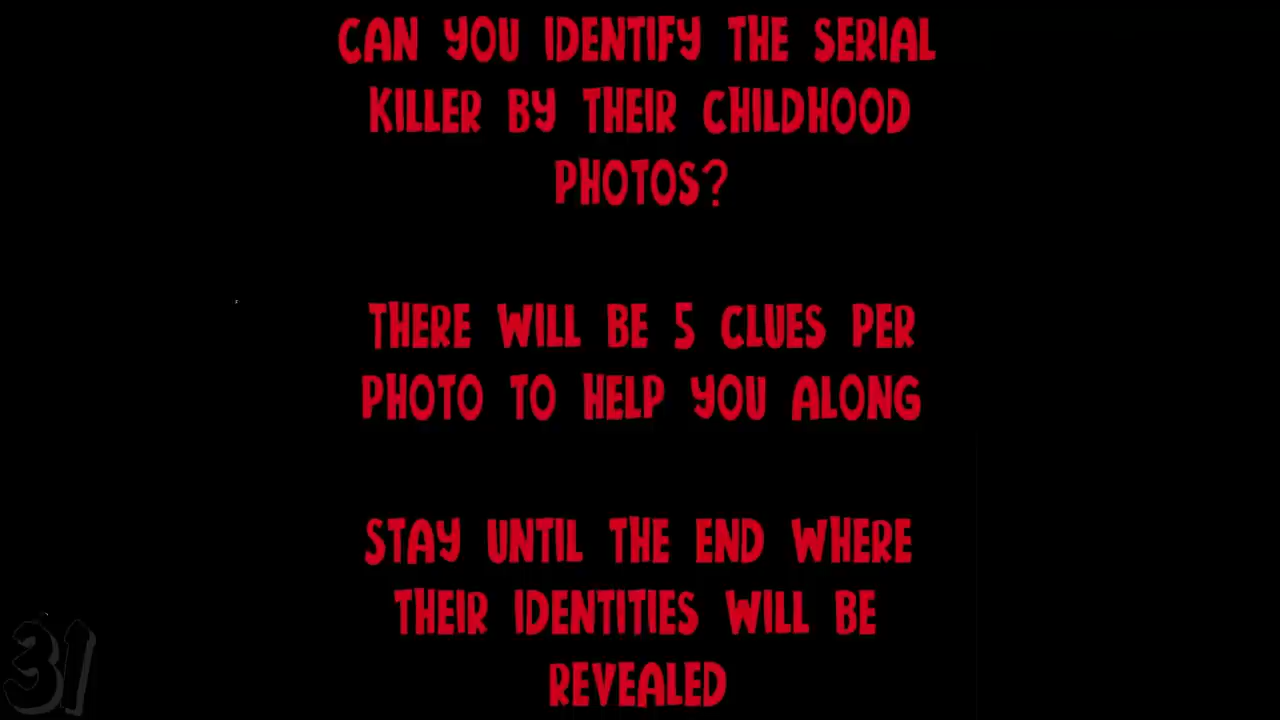 CAN YOU IDENTIFY THE SERIAL
KILLER BY THEIR CHILDHOOD
PHOTOS?
THERE WILL BE 5 CLUES PER
PHOTO TO HELP YOU ALONG
STAY UNTIL THE END WHERE
THEIR IDENTITIES WILL BE
REVEALED
31